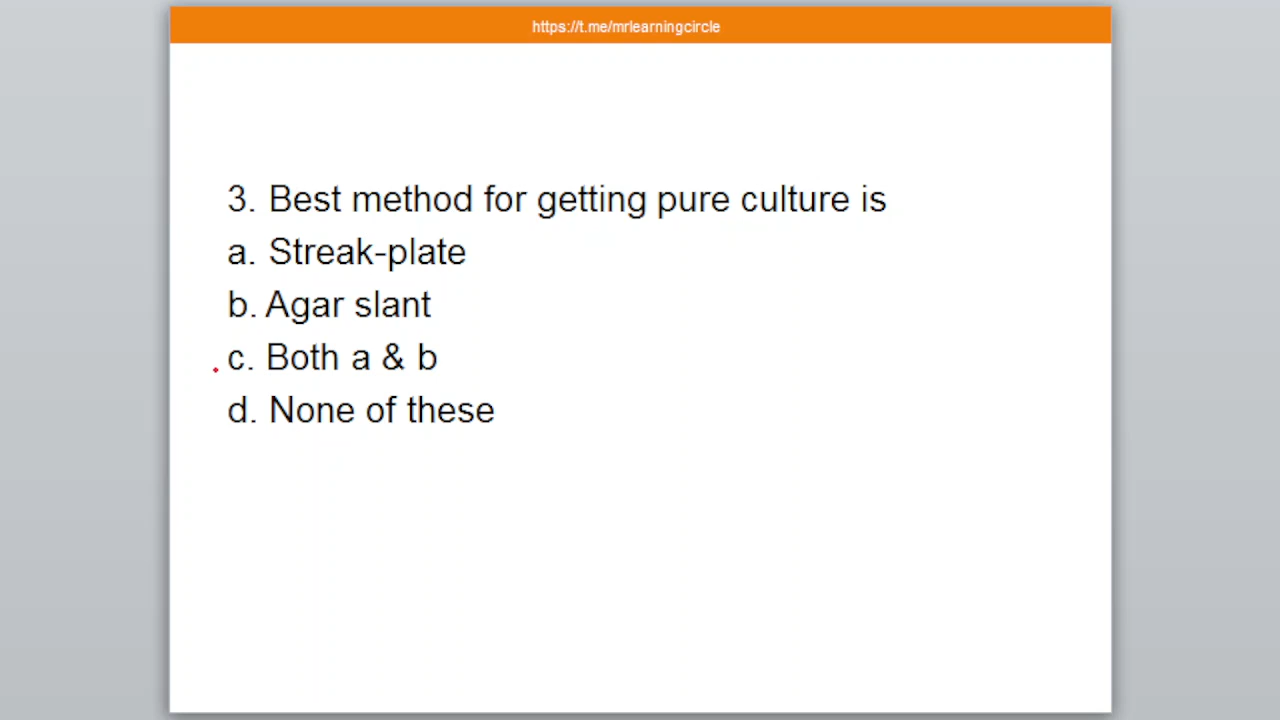 https://t.me/mrlearningcircle
3. Best method for getting pure culture is
a. Streak-plate
b. Agar slant
c. Both a & b
d. None of these